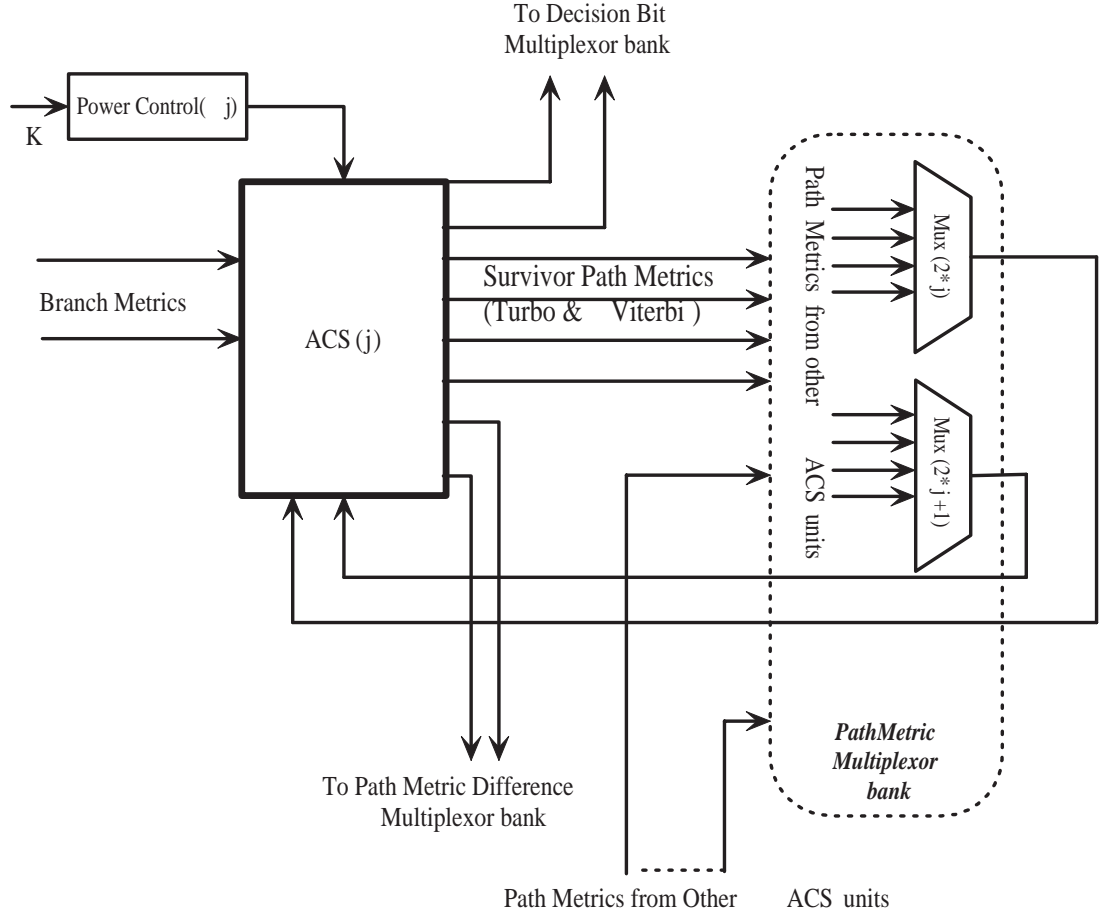 To Decision Bit
Multiplexor bank
Power Control( j)
K
Branch Metrics
ACS (j)
Survivor Path Metrics
(Turbo & Viterbi )
Path Metrics from other ACS units
Mux (2* j)
Mux (2* j +1)
PathMetric
Multiplexor
bank
To Path Metric Difference
Multiplexor bank
Path Metrics from Other ACS units